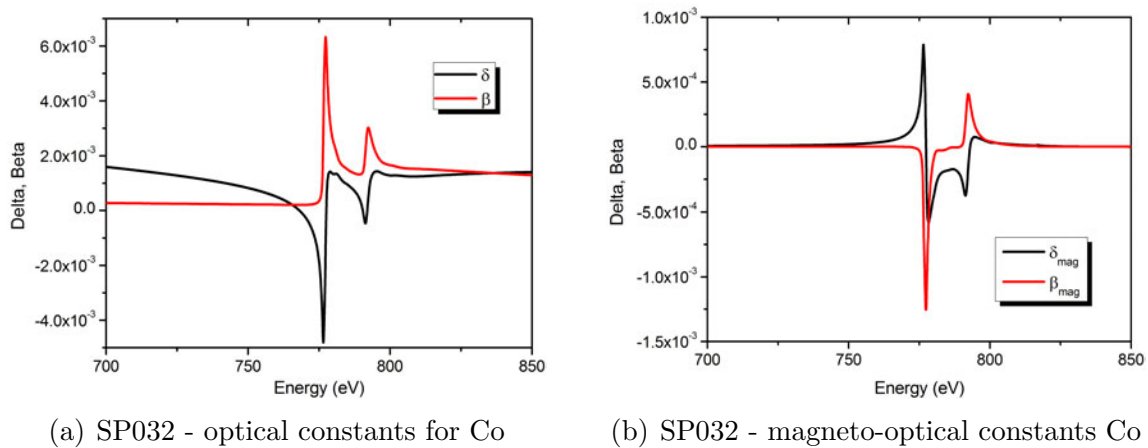 6.0x10⁻³
4.0x10⁻³
2.0x10⁻³
0.0
-2.0x10⁻³
-4.0x10⁻³
Delta, Beta
δ
β
700 750 800 850
Energy (eV)
(a) SP032 - optical constants for Co
1.0x10⁻³
5.0x10⁻⁴
0.0
-5.0x10⁻⁴
-1.0x10⁻³
-1.5x10⁻³
Delta, Beta
δmag
βmag
700 750 800 850
Energy (eV)
(b) SP032 - magneto-optical constants Co